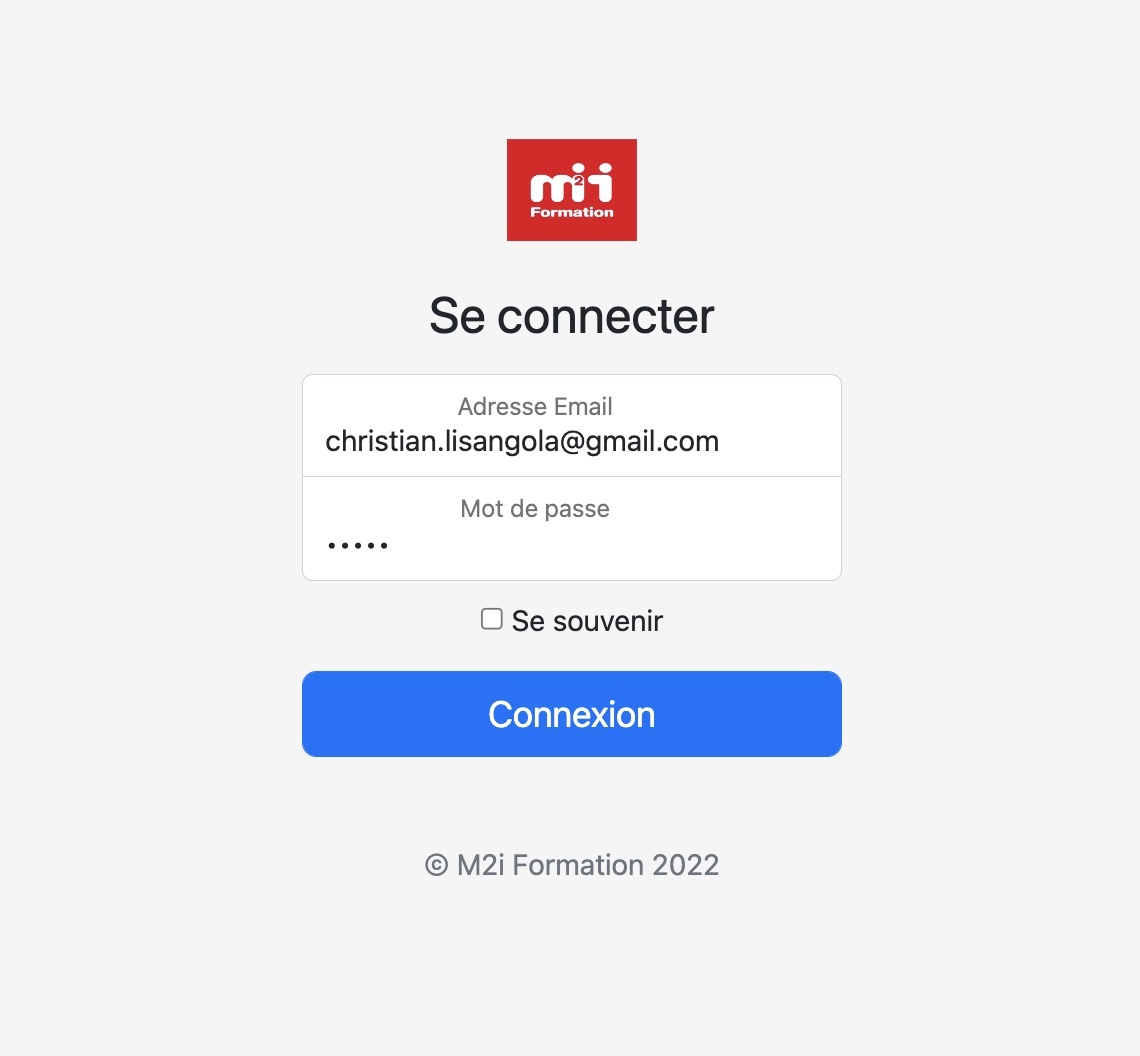 m2i
Formation
Se connecter
Adresse Email
christian.lisangola@gmail.com
Mot de passe
•••••
Se souvenir
Connexion
© M2i Formation 2022